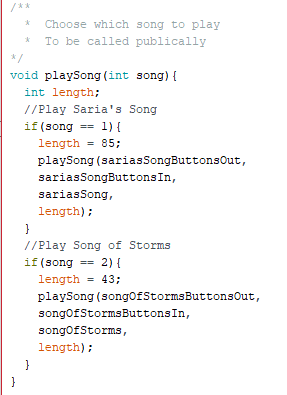 /**
 *  Choose which song to play
 *  To be called publically
*/
void playSong(int song){
  int length;
  //Play Saria's Song
  if(song == 1){
    length = 85;
    playSong(sariasSongButtonsOut,
    sariasSongButtonsIn,
    sariasSong,
    length);
  }
  //Play Song of Storms
  if(song == 2){
    length = 43;
    playSong(songOfStormsButtonsOut,
    songOfStormsButtonsIn,
    songOfStorms,
    length);
  }
}